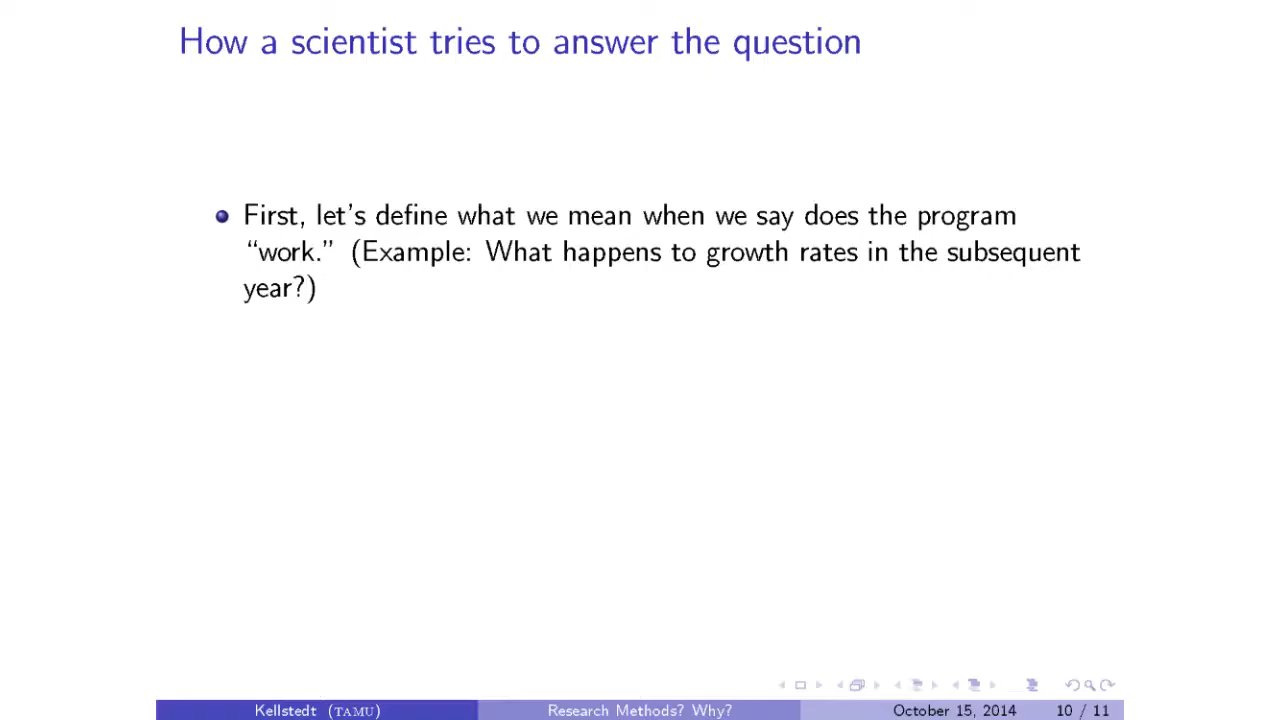 How a scientist tries to answer the question
First, let's define what we mean when we say does the program
“work.” (Example: What happens to growth rates in the subsequent
year?)
Kellstedt (TAMU)
Research Methods? Why?
October 15, 2014
10 / 11